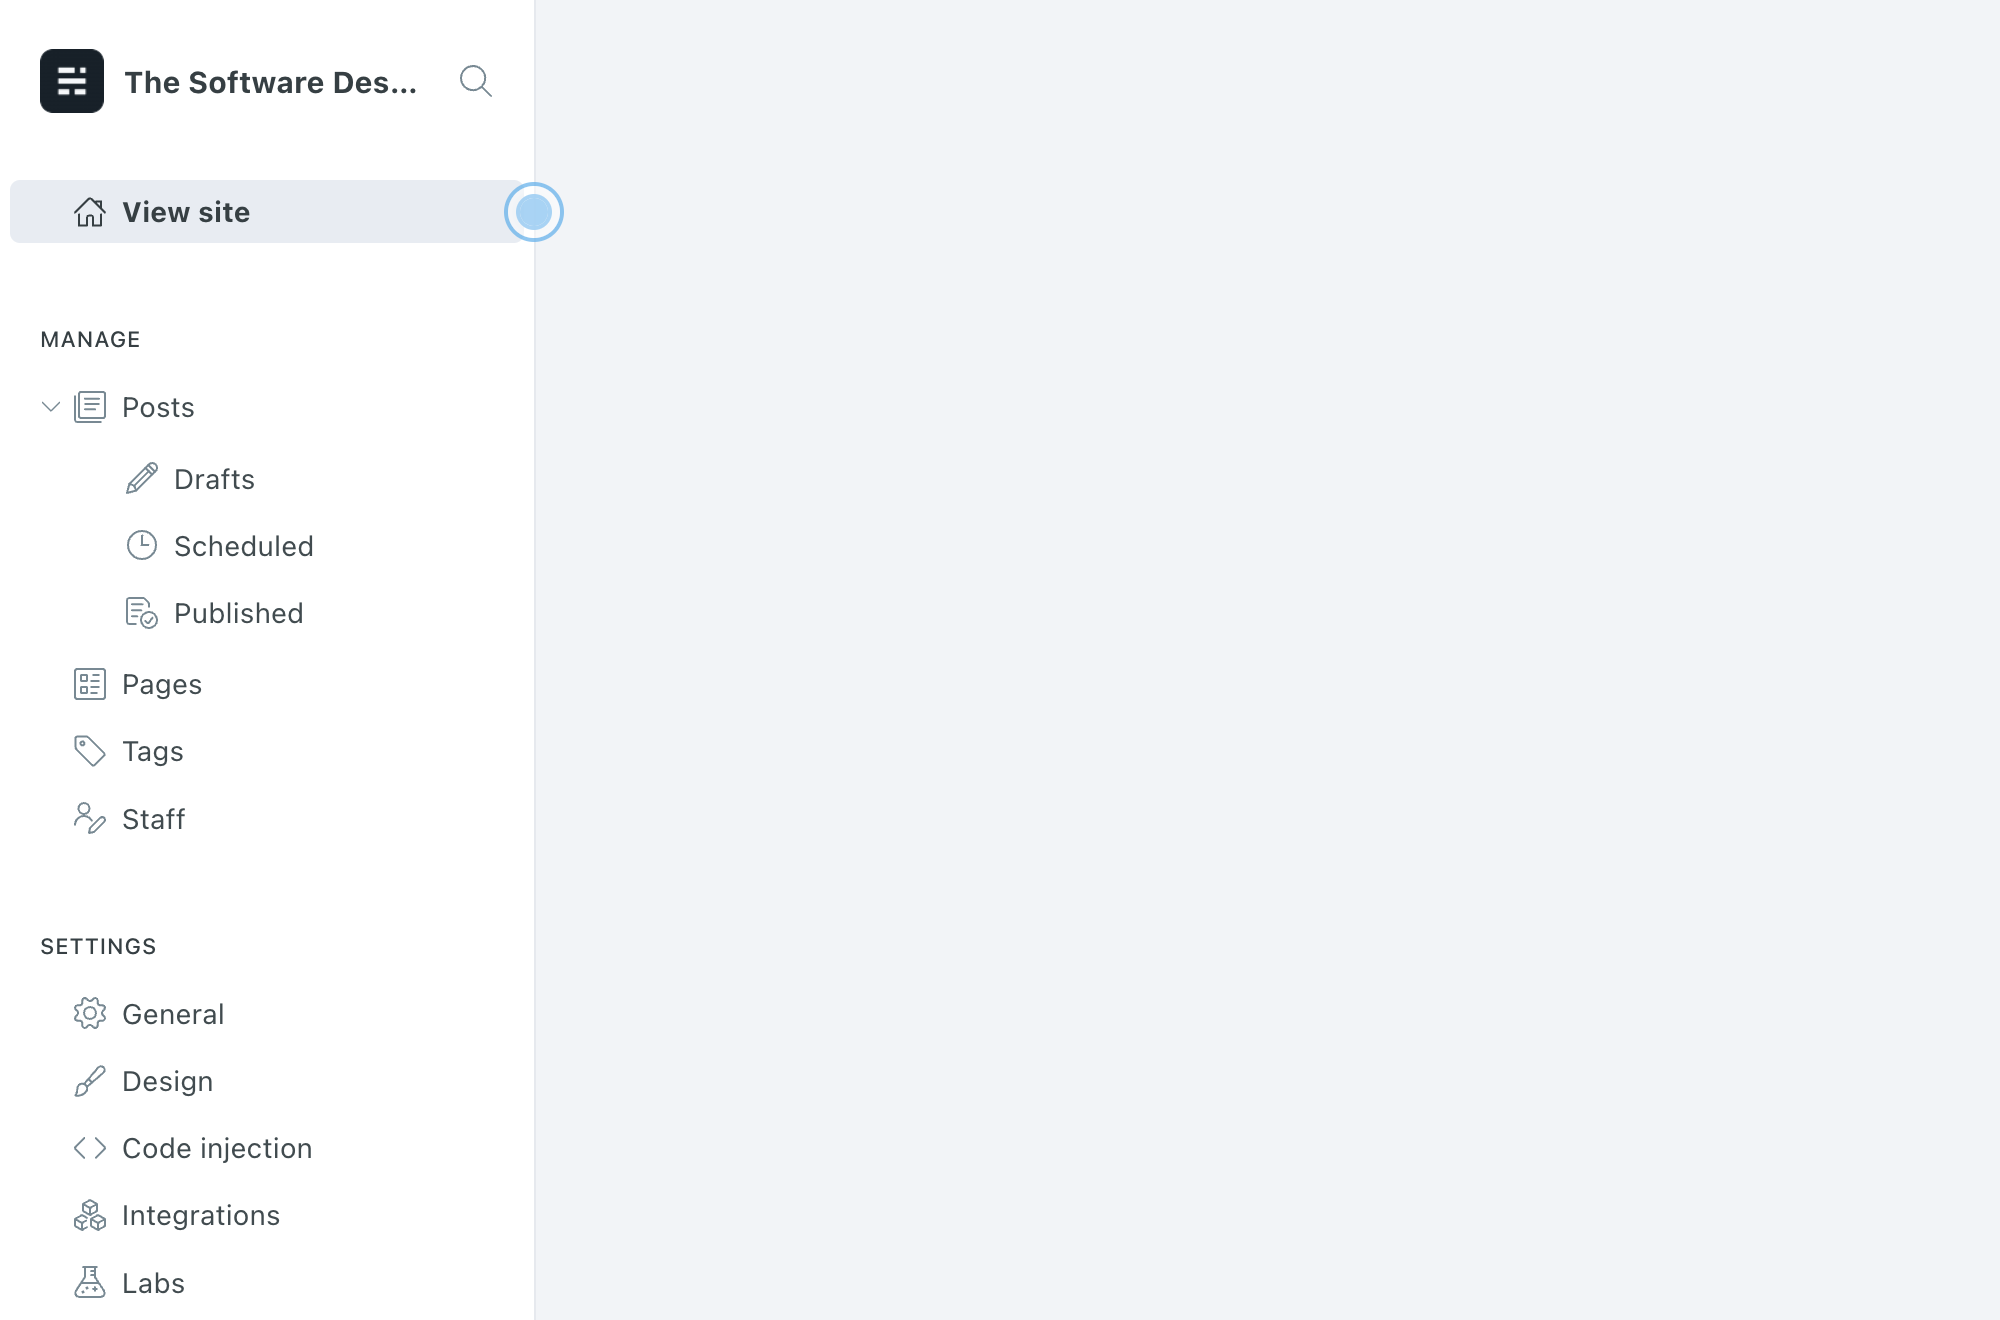 The Software Des...
View site
MANAGE
Posts
Drafts
Scheduled
Published
Pages
Tags
Staff
SETTINGS
General
Design
Code injection
Integrations
Labs